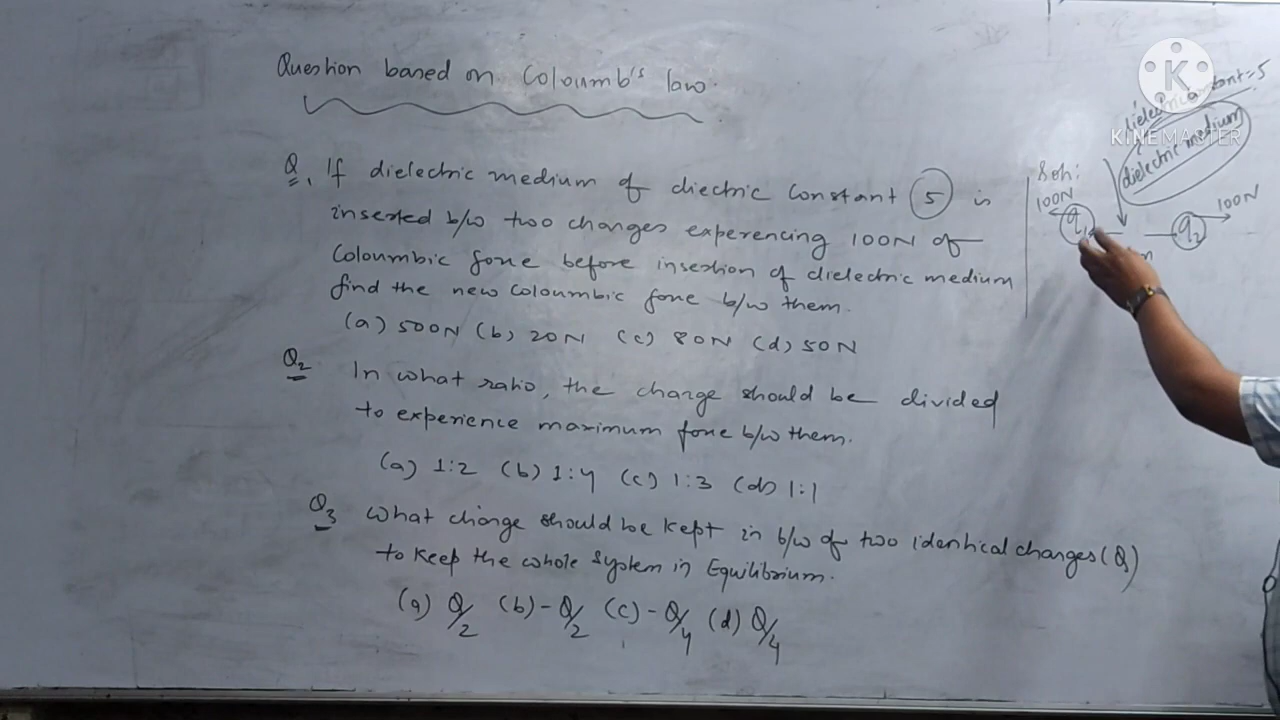 Question based on Coloumb's law.
Q1 If dielectric medium of diectric constant 5 is
inserted b/w two charges experencing 100N of
Coloumbic force before insertion of dielectric medium
find the new coloumbic force b/w them.
(a) 500N (b) 20N (c) 80N (d) 50N
Q2 In what ratio, the charge should be divided
to experience maximum force b/w them.
(a) 1:2 (b) 1:4 (c) 1:3 (d) 1:1
Q3 What charge should be kept in b/w of two identical charges (Q)
to keep the whole system in Equilibrium.
(a) Q/2 (b) -Q/2 (c) -Q/4 (d) Q/4
K
KINEMASTER
=5
dielectric medium
Soln:
100N
100N
q1
q2